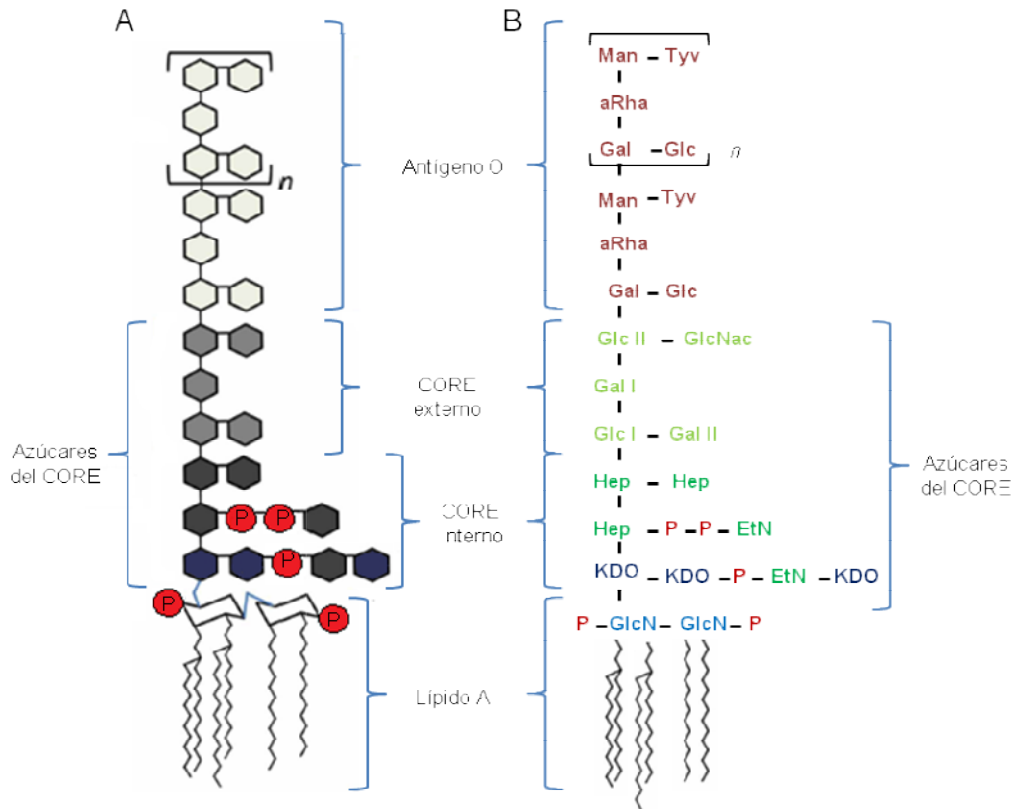 A
n
P
P
P
P
P
Antígeno O
CORE
externo
CORE
nterno
Lípido A
Azúcares
del CORE
B
Man – Tyv
aRha
Gal – Glc n
Man – Tyv
aRha
Gal – Glc
Glc II – GlcNac
Gal I
Glc I – Gal II
Hep – Hep
Hep – P – P – EtN
KDO – KDO – P – EtN – KDO
P – GlcN – GlcN – P
Azúcares
del CORE